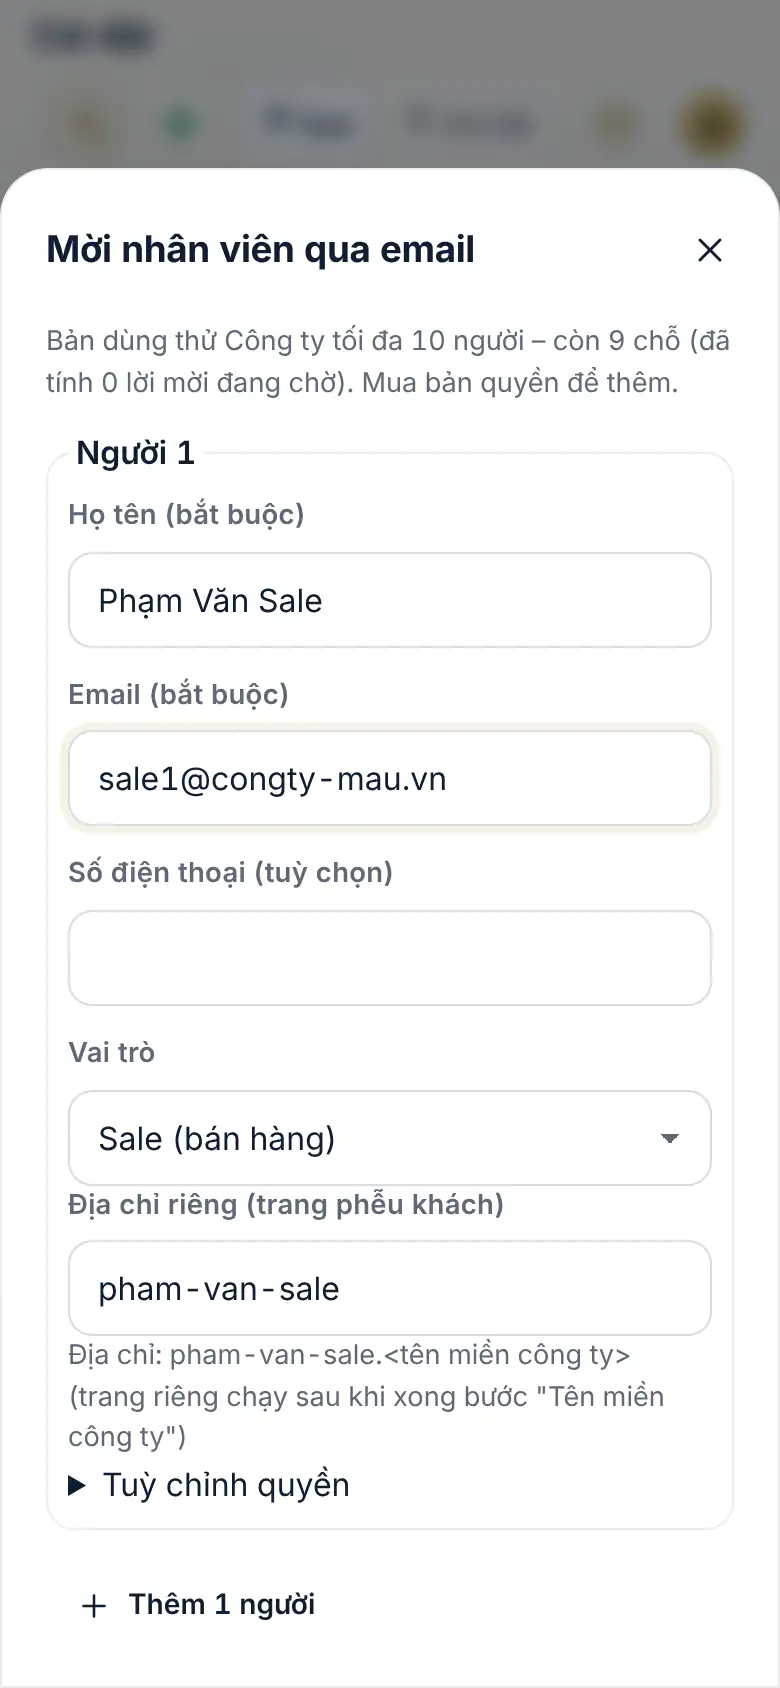 Mời nhân viên qua email
Bản dùng thử Công ty tối đa 10 người – còn 9 chỗ (đã
tính 0 lời mời đang chờ). Mua bản quyền để thêm.
Người 1
Họ tên (bắt buộc)
Phạm Văn Sale
Email (bắt buộc)
sale1@congty-mau.vn
Số điện thoại (tuỳ chọn)
Vai trò
Sale (bán hàng)
Địa chỉ riêng (trang phễu khách)
pham-van-sale
Địa chỉ: pham-van-sale.<tên miền công ty>
(trang riêng chạy sau khi xong bước "Tên miền
công ty")
Tuỳ chỉnh quyền
Thêm 1 người